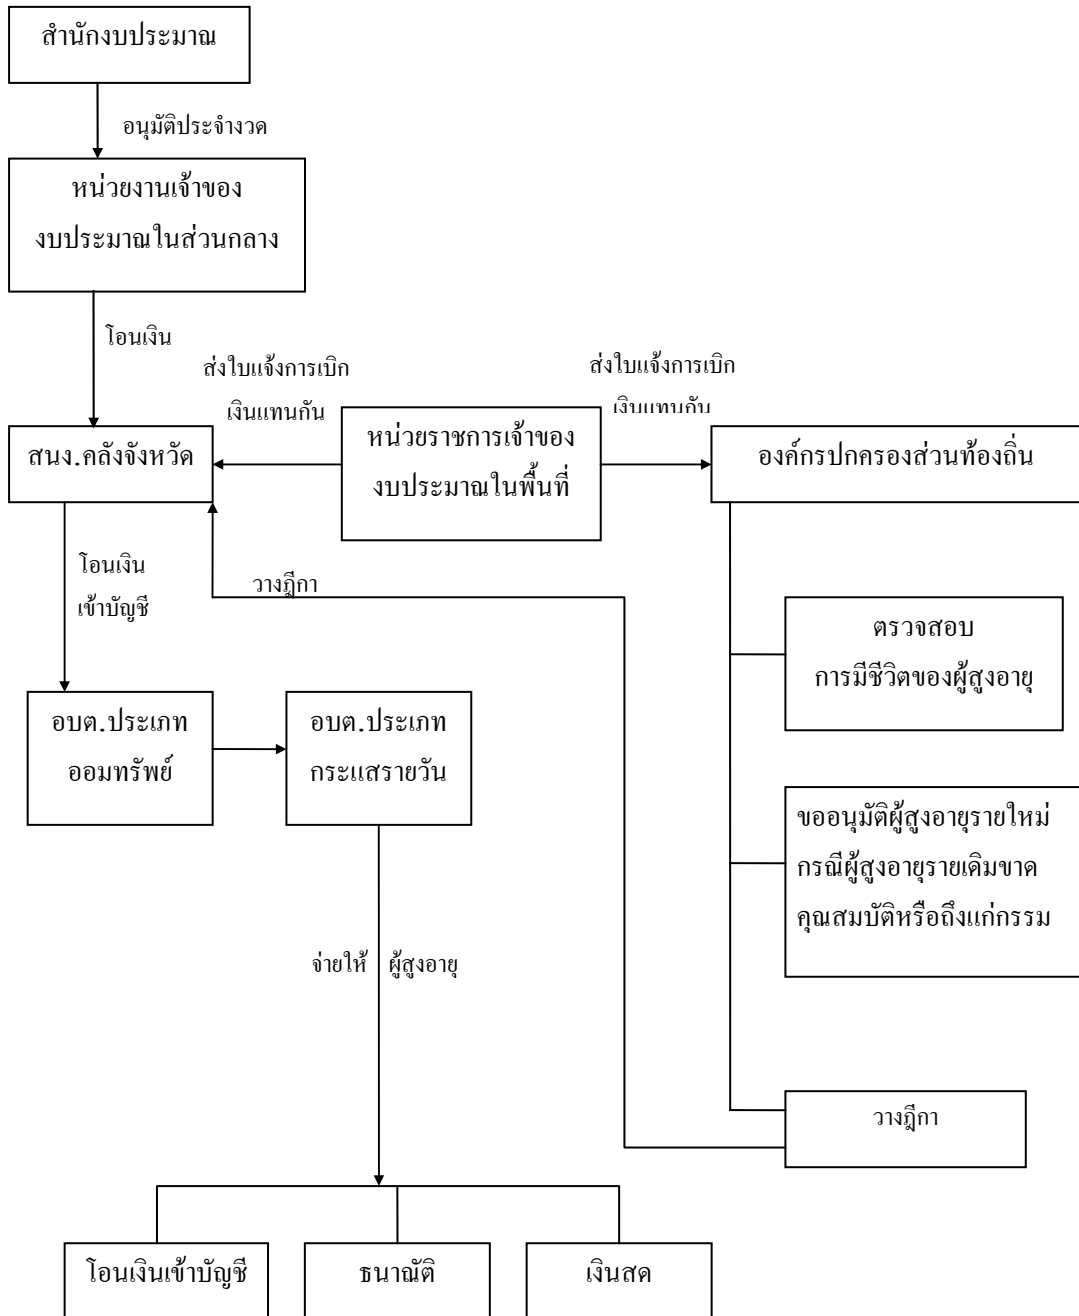 สำนักงบประมาณ
อนุมัติประจำงวด
หน่วยงานเจ้าของ
งบประมาณในส่วนกลาง
โอนเงิน
ส่งใบแจ้งการเบิก
เงินแทนกัน
ส่งใบแจ้งการเบิก
เงินแทนกัน
สนง.คลังจังหวัด
หน่วยราชการเจ้าของ
งบประมาณในพื้นที่
องค์กรปกครองส่วนท้องถิ่น
โอนเงิน
เข้าบัญชี
วางฎีกา
ตรวจสอบ
การมีชีวิตของผู้สูงอายุ
อบต.ประเภท
ออมทรัพย์
อบต.ประเภท
กระแสรายวัน
ขออนุมัติผู้สูงอายุรายใหม่
กรณีผู้สูงอายุรายเดิมขาด
คุณสมบัติหรือถึงแก่กรรม
จ่ายให้ ผู้สูงอายุ
วางฎีกา
โอนเงินเข้าบัญชี
ธนาณัติ
เงินสด